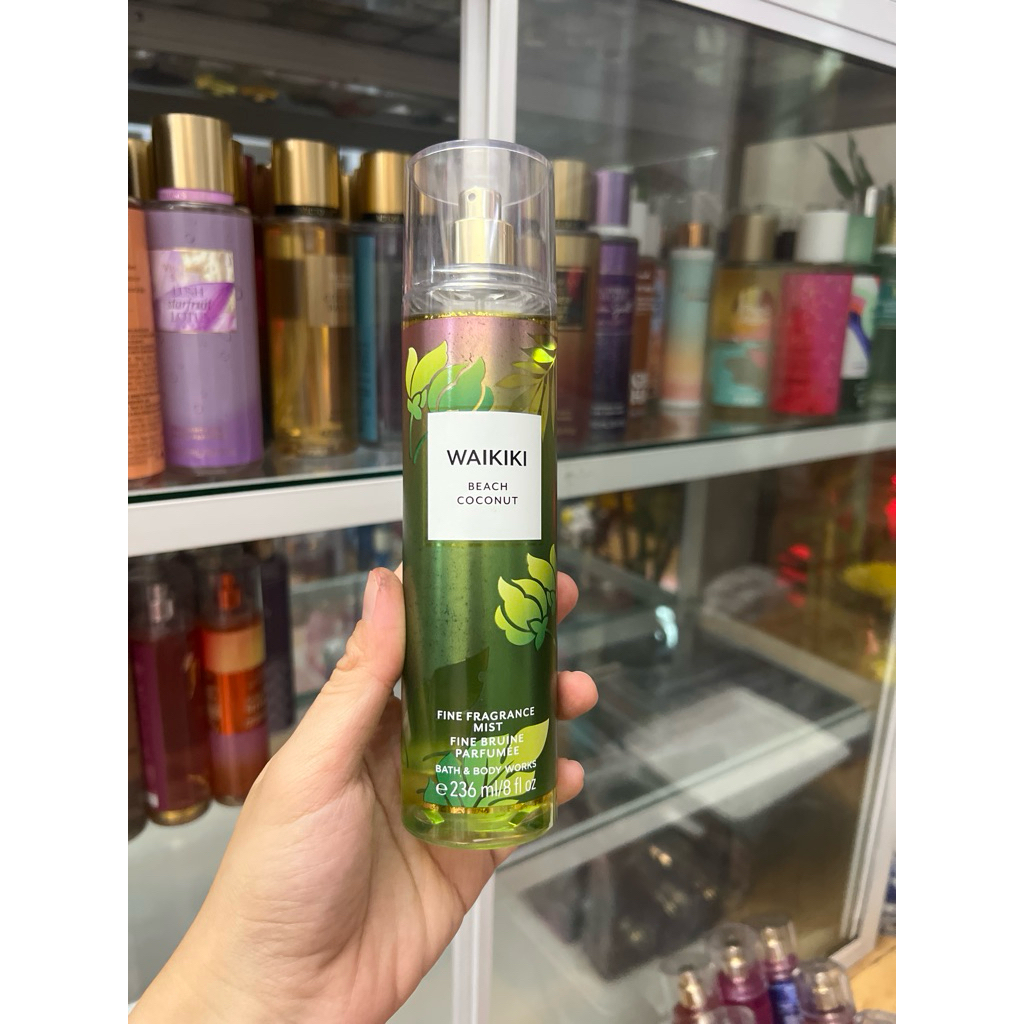 WAIKIKI
BEACH
COCONUT
FINE FRAGRANCE
MIST
FINE BRUINE
PARFUMÉE
BATH & BODY WORKS
℮ 236 ml/8 fl oz